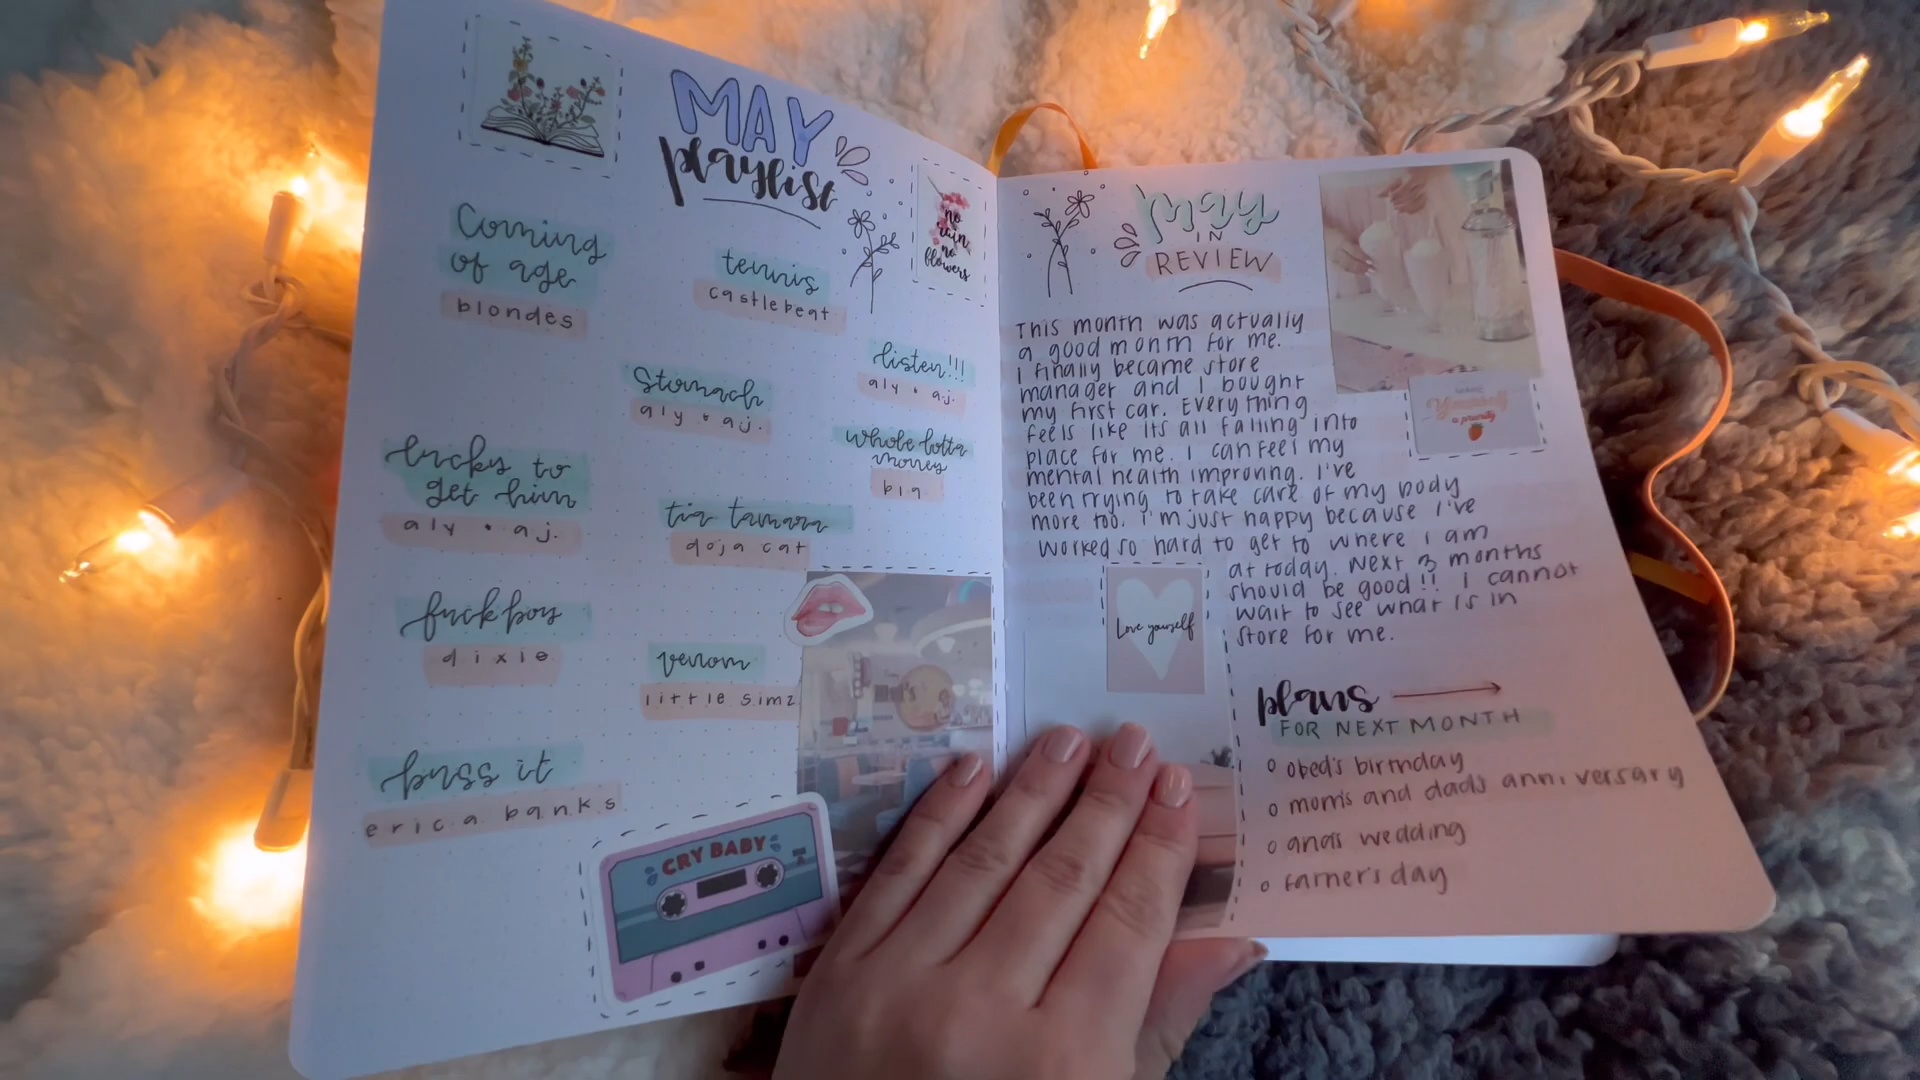 MAY
playlist
no
rain
no
flowers
Coming
of age
blondes
tennis
castlebeat
listen!!!
aly + aj.
Stomach
aly + aj.
whole lotta
money
bia
lucky to
get him
aly + aj.
tia tamara
doja cat
fuckboy
dixie
venom
little simz
buss it
erica banks
CRY BABY
may
IN
REVIEW
This month was actually
a good month for me.
I finally became store
manager and I bought
my first car. Everything
feels like its all falling into
place for me. I can feel my
mental health improving. I've
been trying to take care of my body
more too. I'm just happy because I've
worked so hard to get to where I am
at today. Next 3 months
should be good!! I cannot
wait to see what is in
store for me.
Yourself
a priority
Love yourself
plans
FOR NEXT MONTH
obed's birthday
mom's and dad's anniversary
ana's wedding
father's day